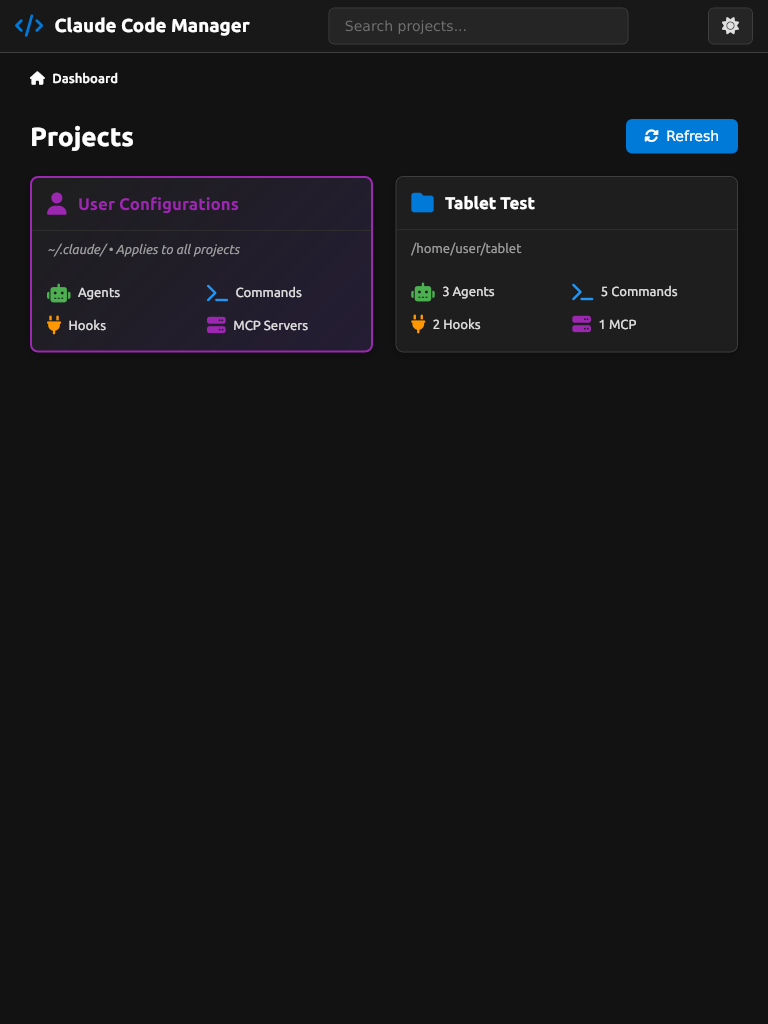 Claude Code Manager
Search projects...
Dashboard
Projects
Refresh
User Configurations
~/.claude/ • Applies to all projects
Agents
Commands
Hooks
MCP Servers
Tablet Test
/home/user/tablet
3 Agents
5 Commands
2 Hooks
1 MCP